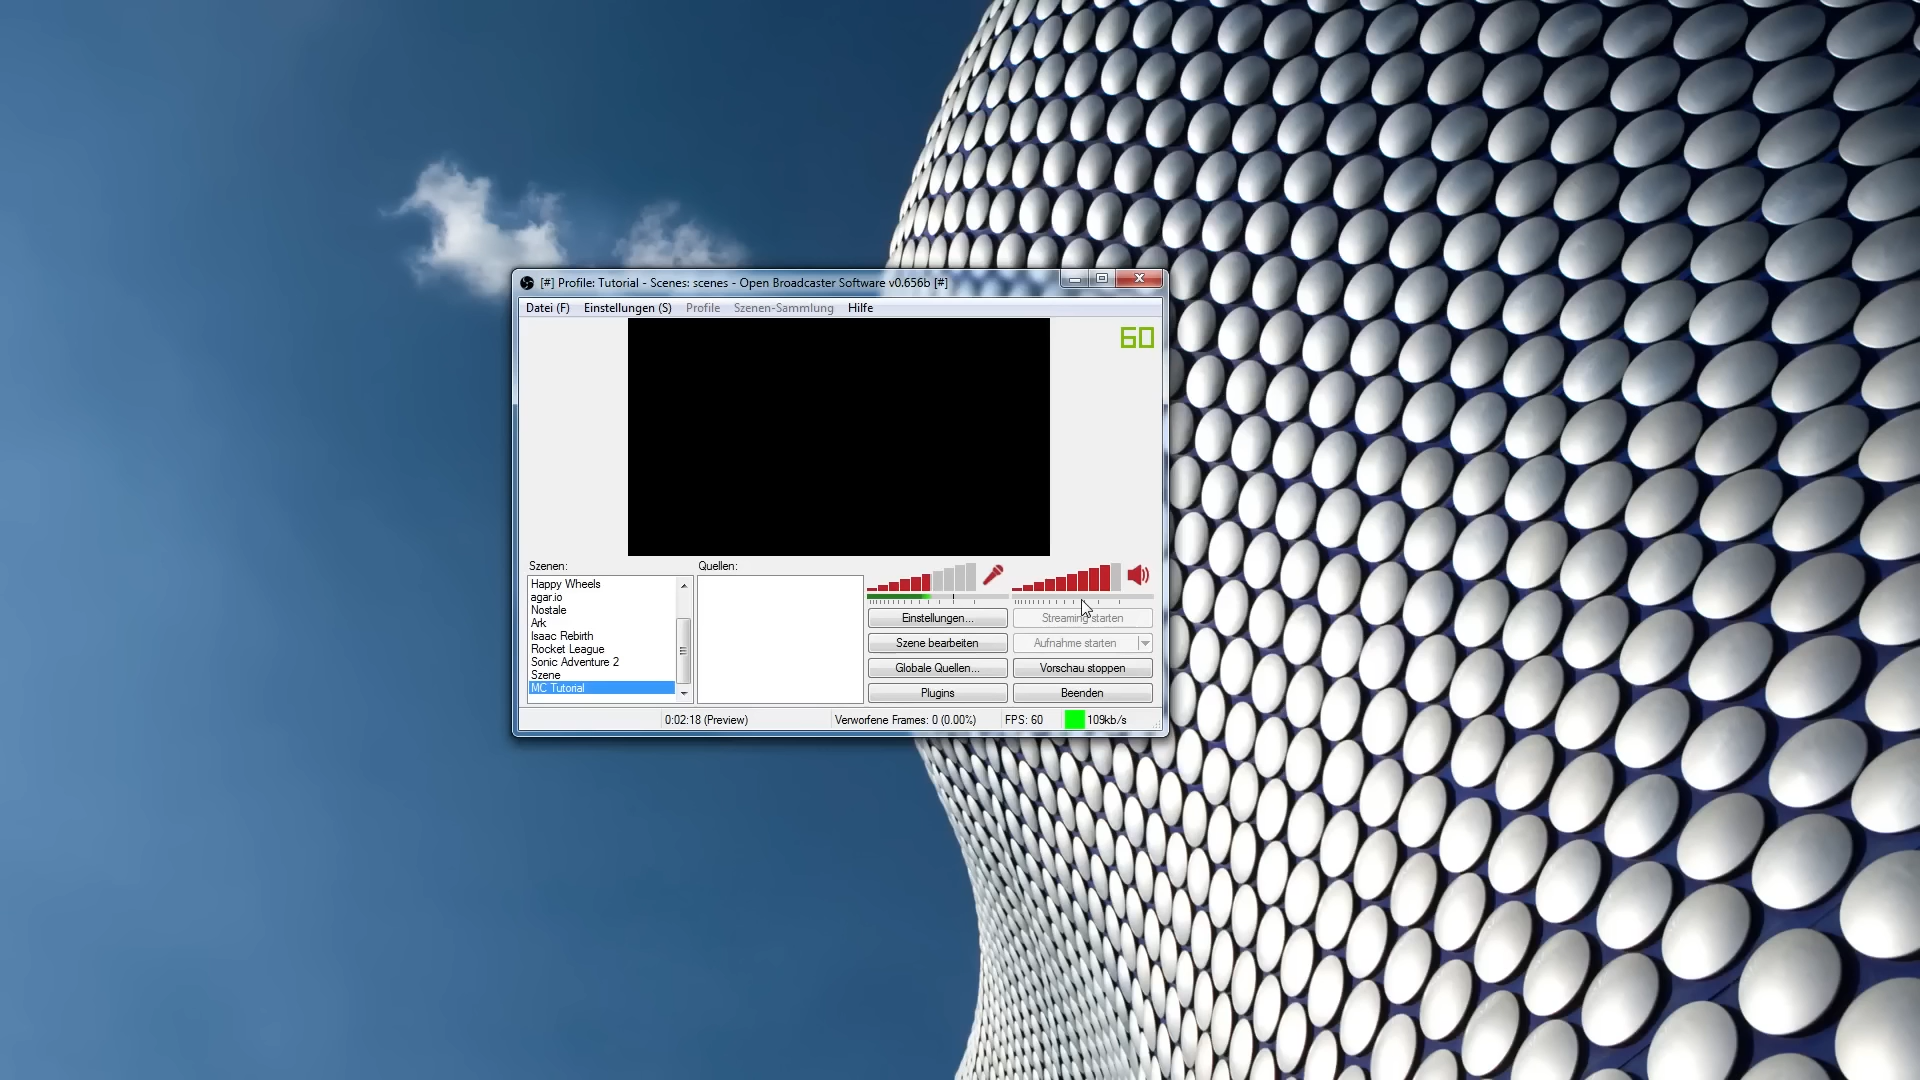 [#] Profile: Tutorial - Scenes: scenes - Open Broadcaster Software v0.656b [#]
Datei (F) Einstellungen (S) Profile Szenen-Sammlung Hilfe
60
Szenen:
Quellen:
Happy Wheels
agar.io
Nostale
Ark
Isaac Rebirth
Rocket League
Sonic Adventure 2
Szene
MC Tutorial
Einstellungen...
Streaming starten
Szene bearbeiten
Aufnahme starten
Globale Quellen...
Vorschau stoppen
Plugins
Beenden
0:02:18 (Preview)
Verworfene Frames: 0 (0.00%)
FPS: 60
109kb/s